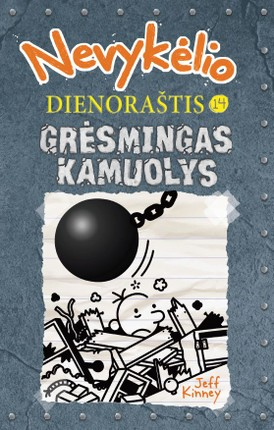 Nevykėlio
DIENORAŠTIS 14
GRĖSMINGAS
KAMUOLYS
Jeff
Kinney